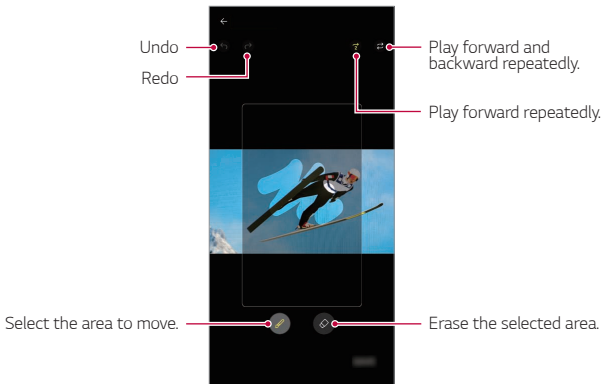 Undo
Redo
Play forward and
backward repeatedly.
Play forward repeatedly.
Select the area to move.
Erase the selected area.